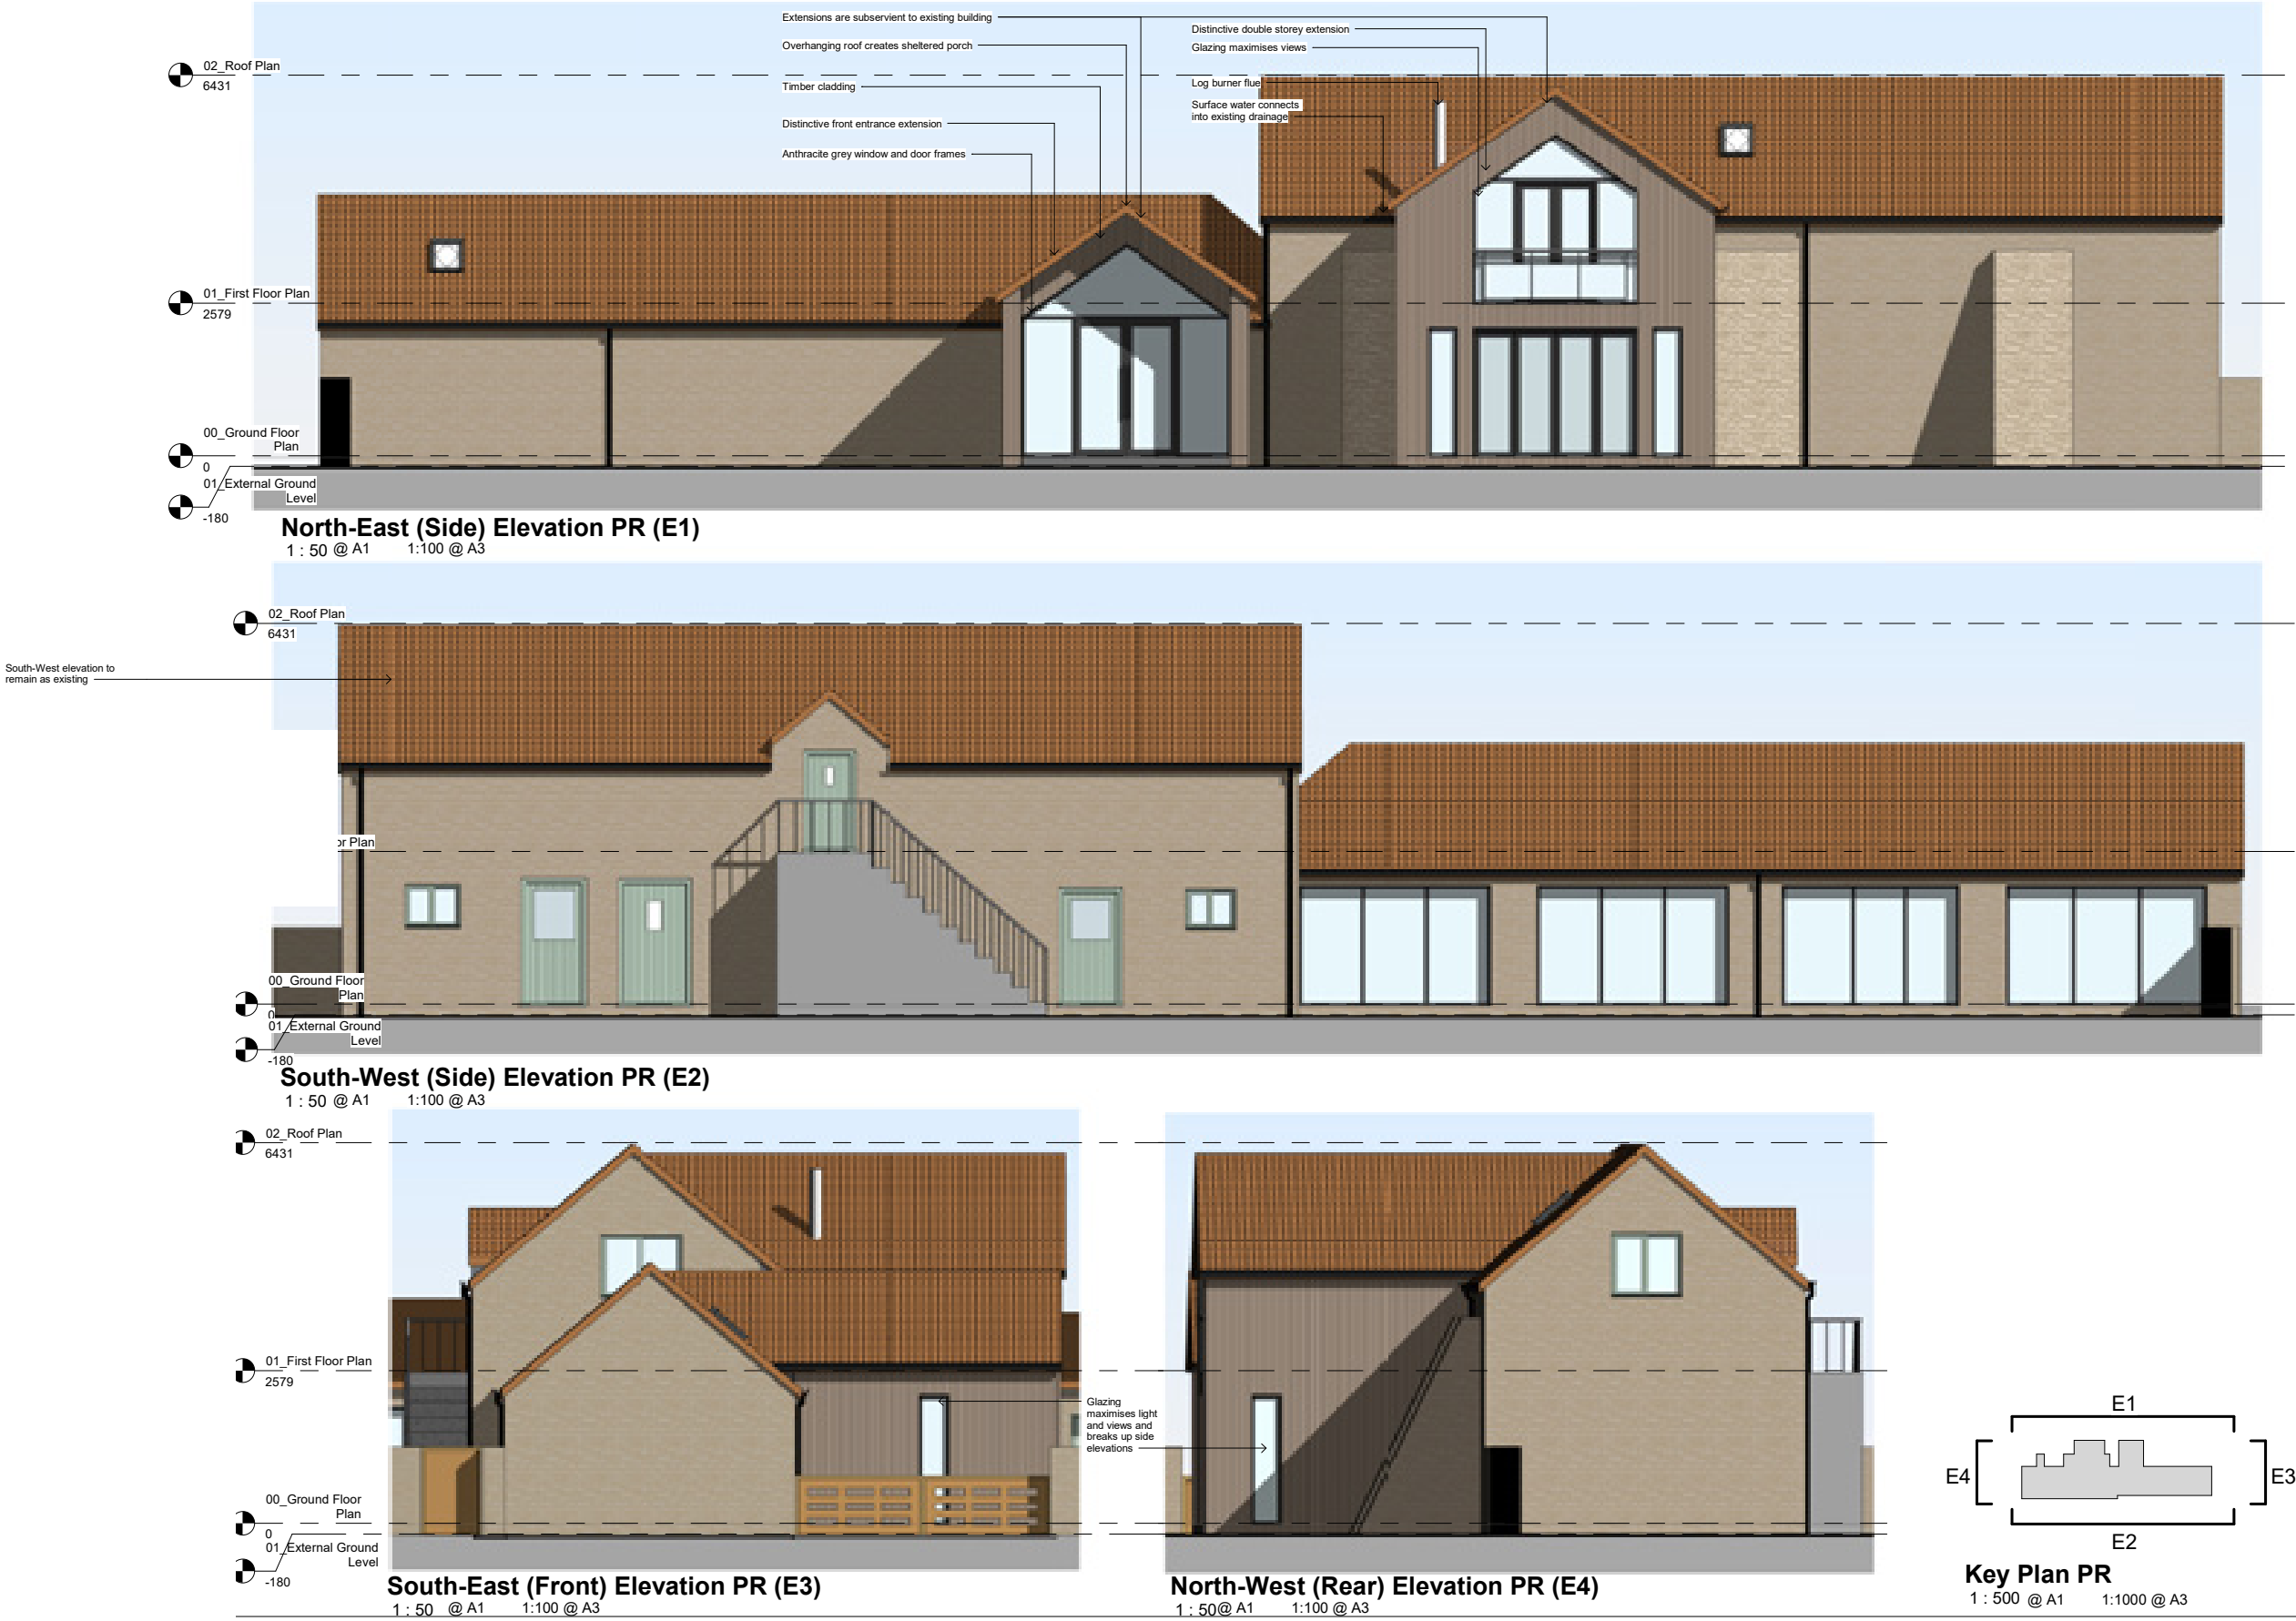 Extensions are subservient to existing building
Overhanging roof creates sheltered porch
Timber cladding
Distinctive front entrance extension
Anthracite grey window and door frames
Distinctive double storey extension
Glazing maximises views
Log burner flue
Surface water connects
into existing drainage
02_Roof Plan
6431
01_First Floor Plan
2579
00_Ground Floor
Plan
0
01_External Ground
Level
-180
North-East (Side) Elevation PR (E1)
1 : 50 @ A1 1:100 @ A3
02_Roof Plan
6431
South-West elevation to
remain as existing
or Plan
00_Ground Floor
Plan
0
01_External Ground
Level
-180
South-West (Side) Elevation PR (E2)
1 : 50 @ A1 1:100 @ A3
02_Roof Plan
6431
01_First Floor Plan
2579
00_Ground Floor
Plan
0
01_External Ground
Level
-180
Glazing
maximises light
and views and
breaks up side
elevations
South-East (Front) Elevation PR (E3)
1 : 50 @ A1 1:100 @ A3
North-West (Rear) Elevation PR (E4)
1 : 50@ A1 1:100 @ A3
E1
E4
E3
E2
Key Plan PR
1 : 500 @ A1 1:1000 @ A3